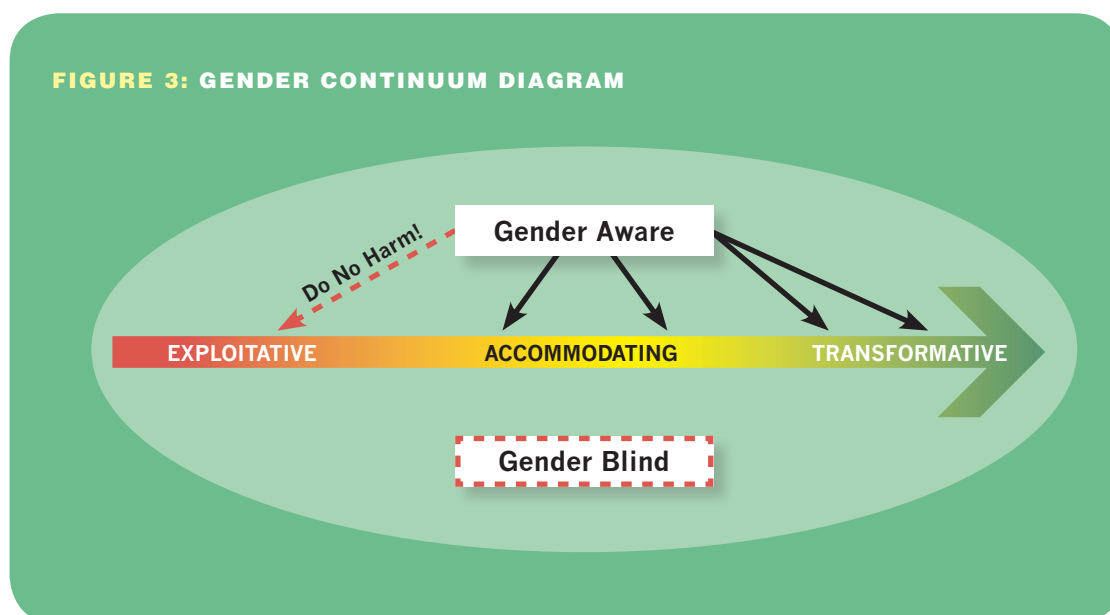 FIGURE 3: GENDER CONTINUUM DIAGRAM
Gender Aware
Do No Harm!
EXPLOITATIVE ACCOMMODATING TRANSFORMATIVE
Gender Blind